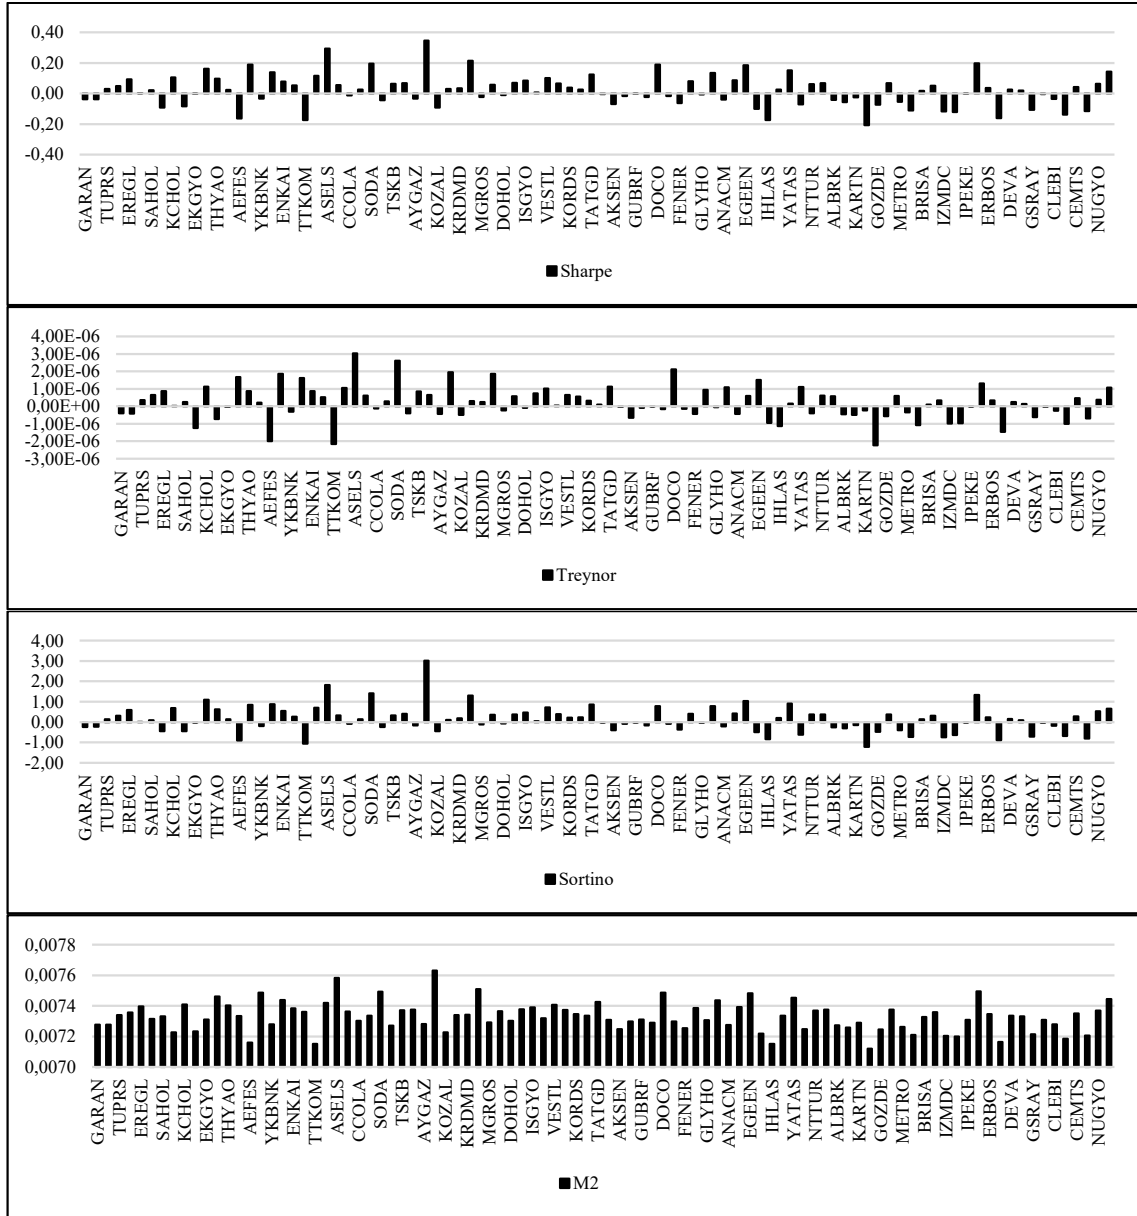 0,40
0,20
0,00
-0,20
-0,40
GARAN TUPRS EREGL SAHOL KCHOL EKGYO THYAO AEFES YKBNK ENKAI TTKOM ASELS CCOLA SODA TSKB AYGAZ KOZAL KRDMD MGROS DOHOL ISGYO VESTL KORDS TATGD AKSEN GUBRF DOCO FENER GLYHO ANACM EGEEN IHLAS YATAS NTTUR ALBRK KARTN GOZDE METRO BRISA IZMDC IPEKE ERBOS DEVA GSRAY CLEBI CEMTS NUGYO
Sharpe
4,00E-06
3,00E-06
2,00E-06
1,00E-06
0,00E+00
-1,00E-06
-2,00E-06
-3,00E-06
GARAN TUPRS EREGL SAHOL KCHOL EKGYO THYAO AEFES YKBNK ENKAI TTKOM ASELS CCOLA SODA TSKB AYGAZ KOZAL KRDMD MGROS DOHOL ISGYO VESTL KORDS TATGD AKSEN GUBRF DOCO FENER GLYHO ANACM EGEEN IHLAS YATAS NTTUR ALBRK KARTN GOZDE METRO BRISA IZMDC IPEKE ERBOS DEVA GSRAY CLEBI CEMTS NUGYO
Treynor
4,00
3,00
2,00
1,00
0,00
-1,00
-2,00
GARAN TUPRS EREGL SAHOL KCHOL EKGYO THYAO AEFES YKBNK ENKAI TTKOM ASELS CCOLA SODA TSKB AYGAZ KOZAL KRDMD MGROS DOHOL ISGYO VESTL KORDS TATGD AKSEN GUBRF DOCO FENER GLYHO ANACM EGEEN IHLAS YATAS NTTUR ALBRK KARTN GOZDE METRO BRISA IZMDC IPEKE ERBOS DEVA GSRAY CLEBI CEMTS NUGYO
Sortino
0,0078
0,0076
0,0074
0,0072
0,0070
GARAN TUPRS EREGL SAHOL KCHOL EKGYO THYAO AEFES YKBNK ENKAI TTKOM ASELS CCOLA SODA TSKB AYGAZ KOZAL KRDMD MGROS DOHOL ISGYO VESTL KORDS TATGD AKSEN GUBRF DOCO FENER GLYHO ANACM EGEEN IHLAS YATAS NTTUR ALBRK KARTN GOZDE METRO BRISA IZMDC IPEKE ERBOS DEVA GSRAY CLEBI CEMTS NUGYO
M2